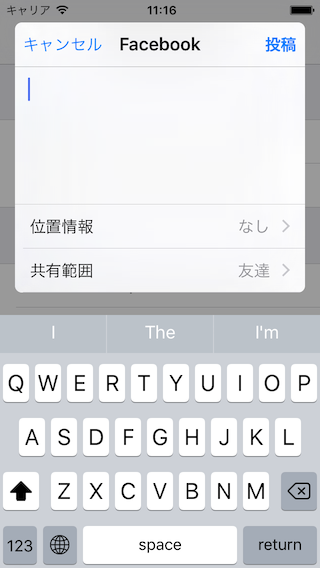 キャリア 11:16
キャンセル Facebook 投稿
位置情報 なし
共有範囲 友達
I The I'm
Q W E R T Y U I O P
A S D F G H J K L
Z X C V B N M
123 space return